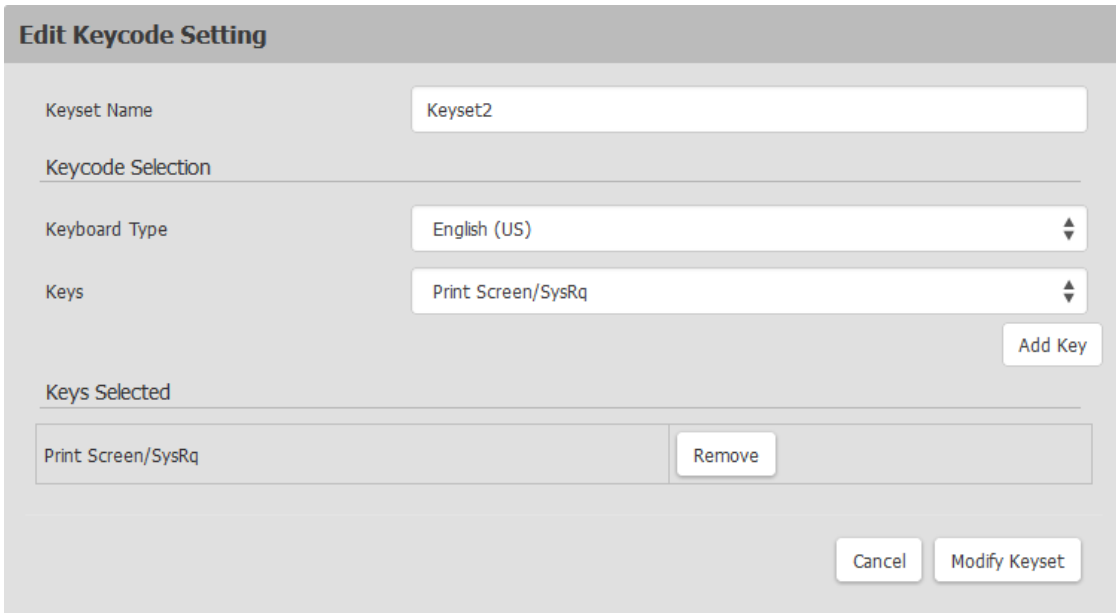 Edit Keycode Setting
Keyset Name Keyset2
Keycode Selection
Keyboard Type English (US)
Keys Print Screen/SysRq
Add Key
Keys Selected
Print Screen/SysRq Remove
Cancel Modify Keyset